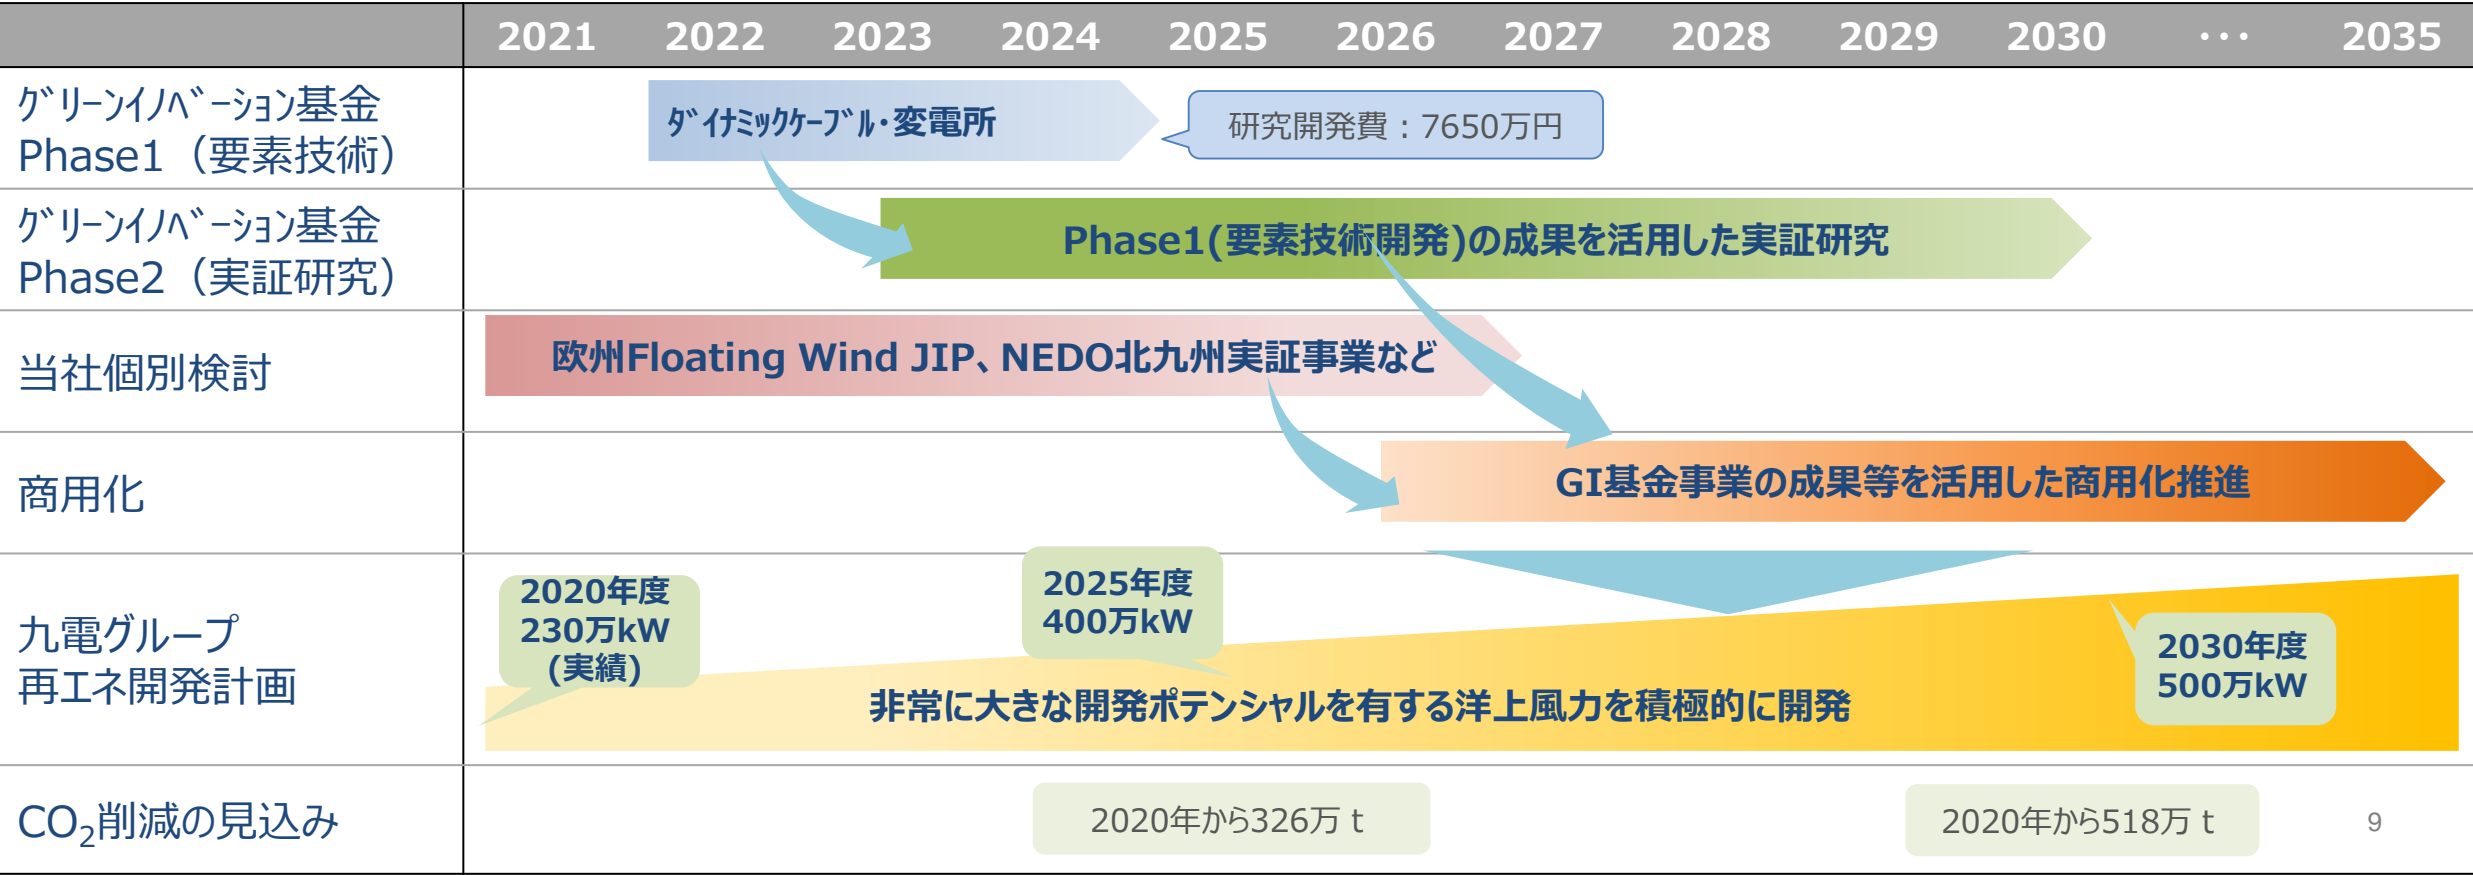 2021 2022 2023 2024 2025 2026 2027 2028 2029 2030 ・・・ 2035
ｸﾞﾘｰﾝｲﾉﾍﾞｰｼｮﾝ基金
Phase1（要素技術）
ﾀﾞｲﾅﾐｯｸｹｰﾌﾞﾙ・変電所
研究開発費：7650万円
ｸﾞﾘｰﾝｲﾉﾍﾞｰｼｮﾝ基金
Phase2（実証研究）
Phase1(要素技術開発)の成果を活用した実証研究
当社個別検討
欧州Floating Wind JIP、NEDO北九州実証事業など
商用化
GI基金事業の成果等を活用した商用化推進
九電グループ
再エネ開発計画
2020年度
230万kW
(実績)
2025年度
400万kW
2030年度
500万kW
非常に大きな開発ポテンシャルを有する洋上風力を積極的に開発
CO₂削減の見込み
2020年から326万 t
2020年から518万 t
9